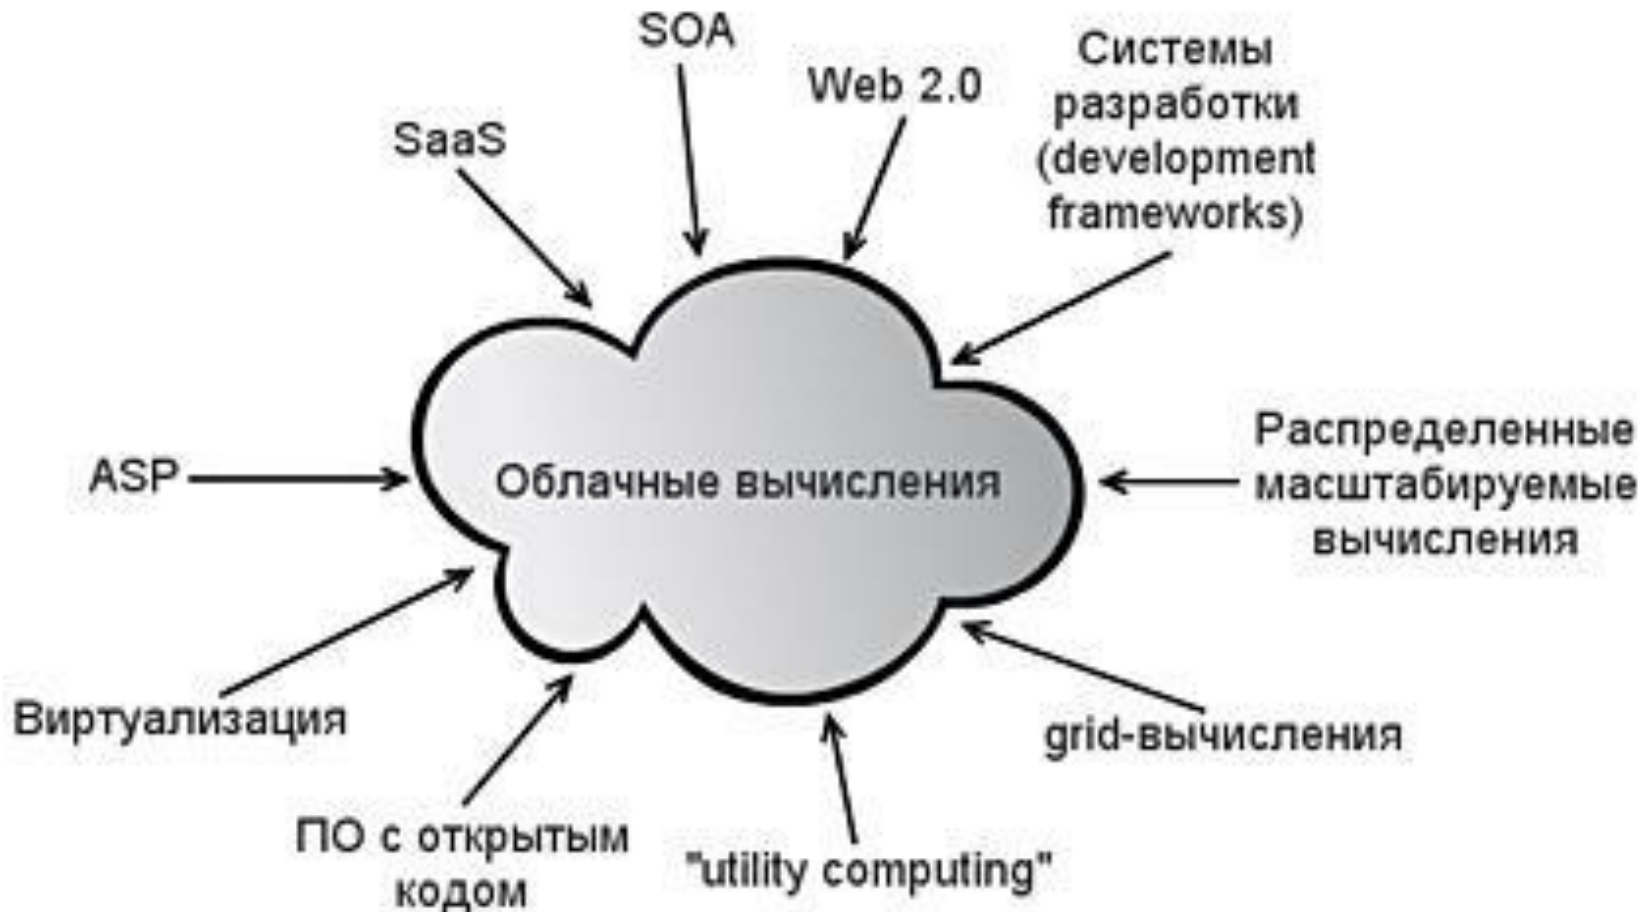 SOA
Web 2.0
Системы
разработки
(development
frameworks)
SaaS
ASP
Облачные вычисления
Распределенные
масштабируемые
вычисления
Виртуализация
grid-вычисления
ПО с открытым
кодом
"utility computing"